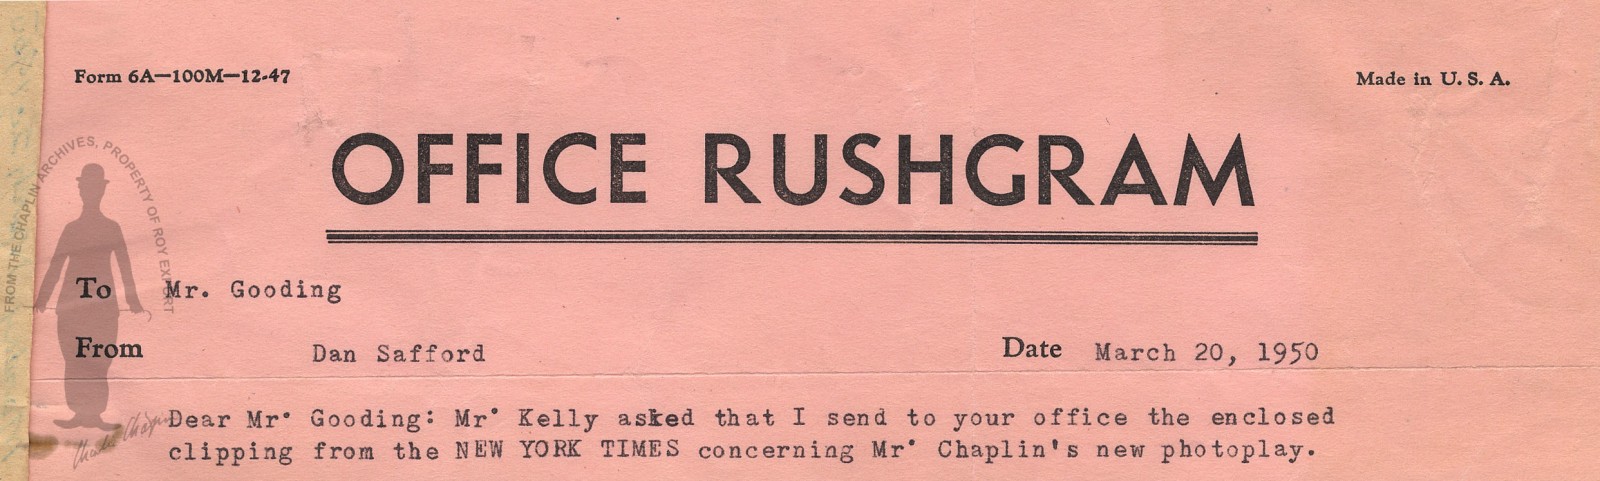 Form 6A—100M—12-47
Made in U. S. A.
OFFICE RUSHGRAM
FROM THE CHAPLIN ARCHIVES, PROPERTY OF ROY EXPORT
To Mr. Gooding
From Dan Safford Date March 20, 1950
Dear Mr. Gooding: Mr. Kelly asked that I send to your office the enclosed
clipping from the NEW YORK TIMES concerning Mr. Chaplin's new photoplay.
Charlie Chaplin